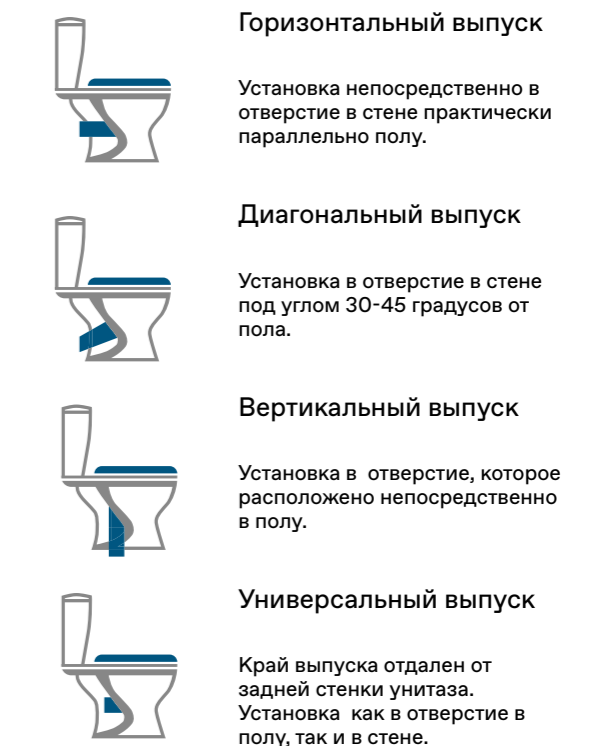 Горизонтальный выпуск
Установка непосредственно в
отверстие в стене практически
параллельно полу.
Диагональный выпуск
Установка в отверстие в стене
под углом 30-45 градусов от
пола.
Вертикальный выпуск
Установка в  отверстие, которое
расположено непосредственно
в полу.
Универсальный выпуск
Край выпуска отдален от
задней стенки унитаза.
Установка  как в отверстие в
полу, так и в стене.